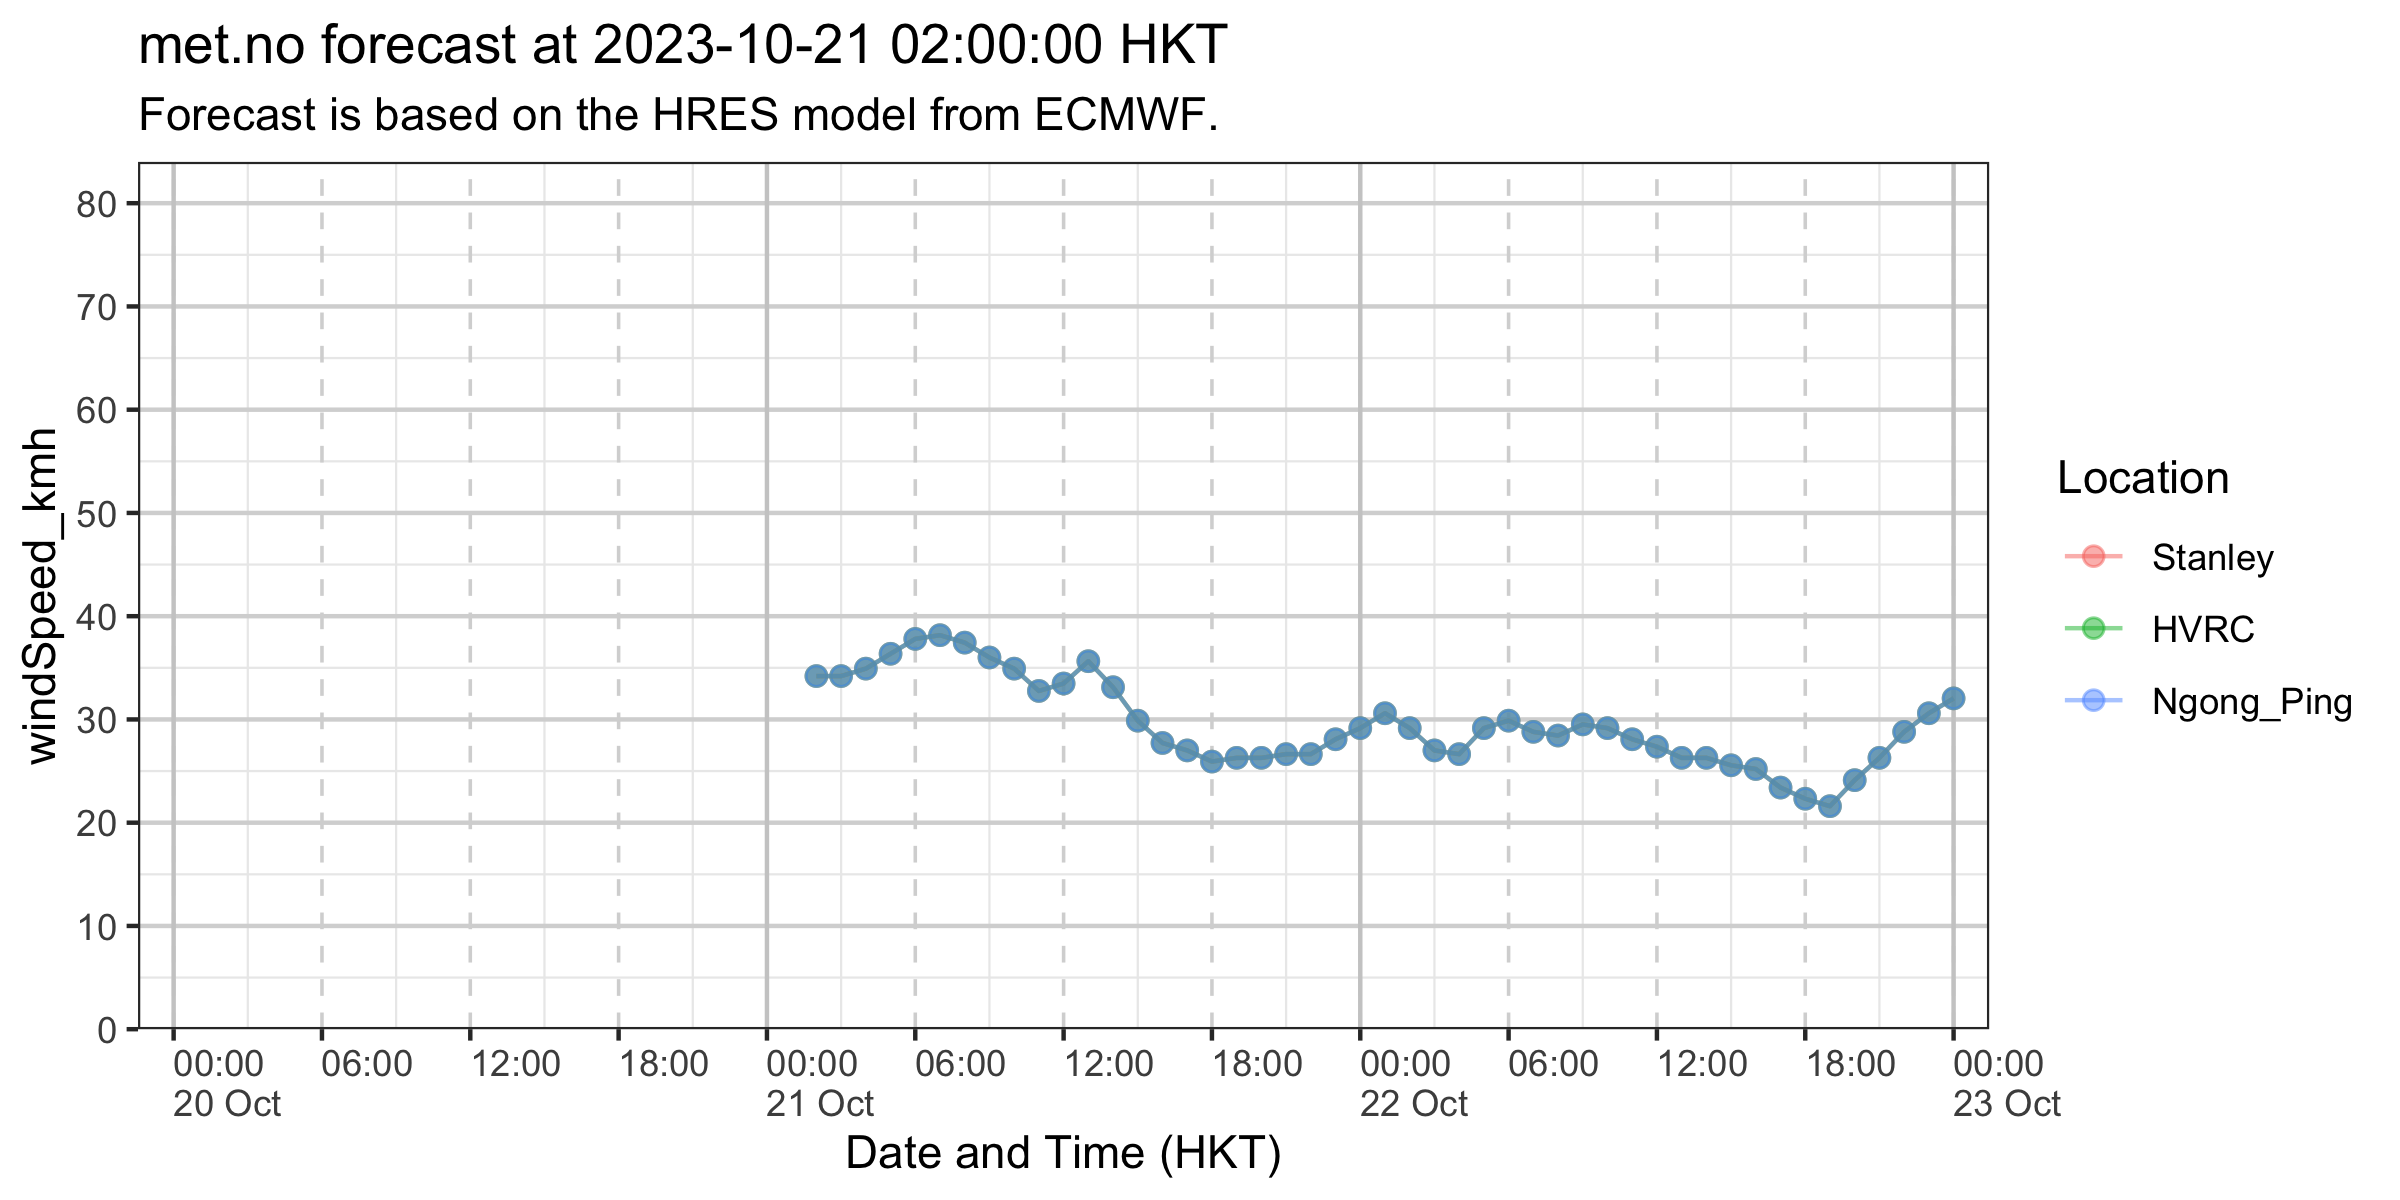 met.no forecast at 2023-10-21 02:00:00 HKT
Forecast is based on the HRES model from ECMWF.
windSpeed_kmh
80
70
60
50
40
30
20
10
0
00:00 06:00 12:00 18:00 00:00 06:00 12:00 18:00 00:00 06:00 12:00 18:00 00:00
20 Oct 21 Oct 22 Oct 23 Oct
Date and Time (HKT)
Location
Stanley
HVRC
Ngong_Ping